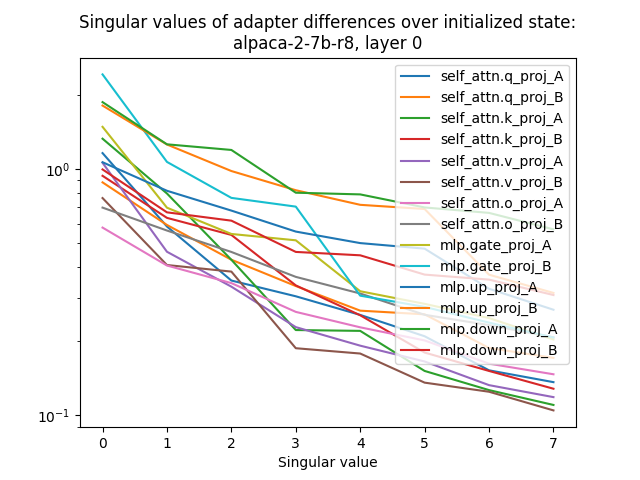 Singular values of adapter differences over initialized state:
alpaca-2-7b-r8, layer 0
self_attn.q_proj_A
self_attn.q_proj_B
self_attn.k_proj_A
self_attn.k_proj_B
self_attn.v_proj_A
self_attn.v_proj_B
self_attn.o_proj_A
self_attn.o_proj_B
mlp.gate_proj_A
mlp.gate_proj_B
mlp.up_proj_A
mlp.up_proj_B
mlp.down_proj_A
mlp.down_proj_B
10⁰
10⁻¹
0 1 2 3 4 5 6 7
Singular value